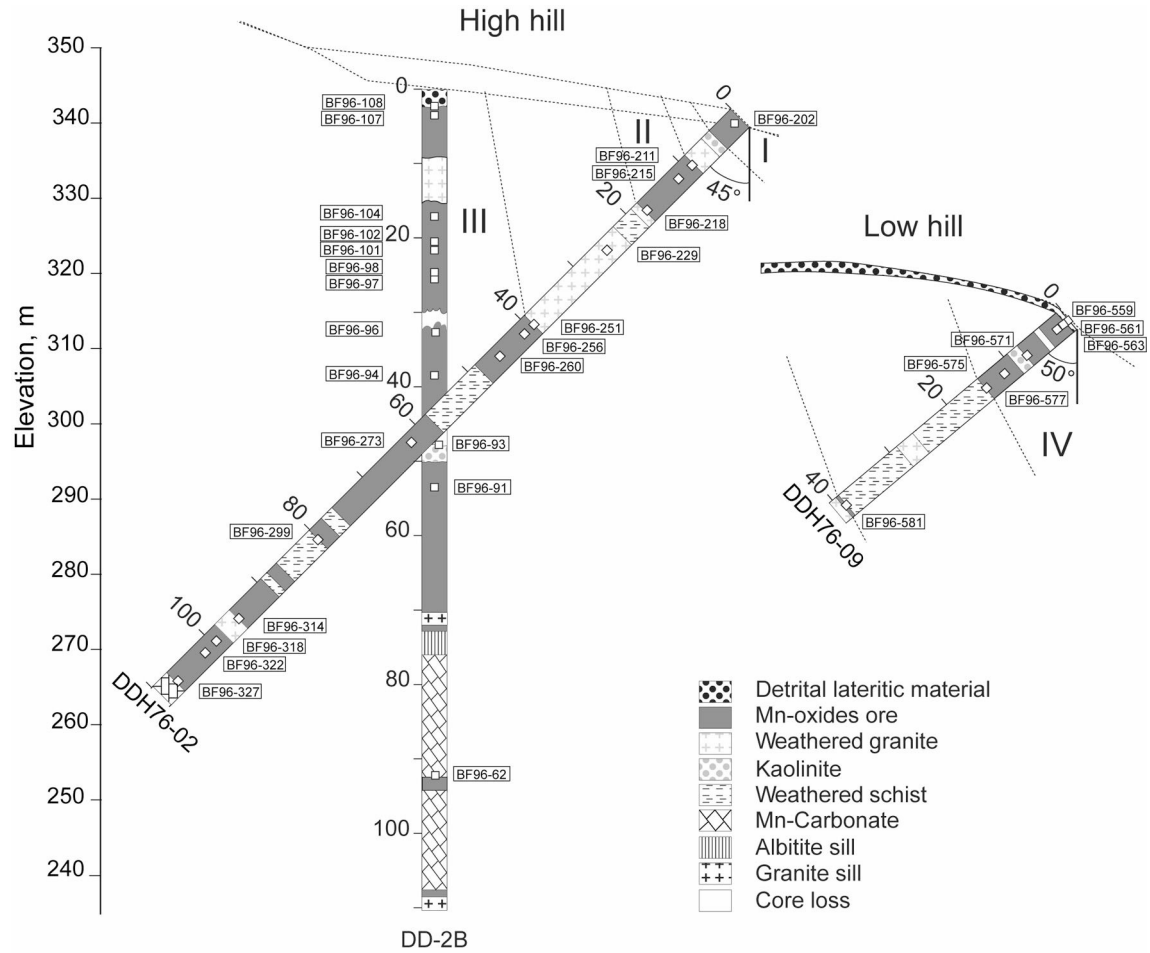 High hill
350
340
330
320
310
300
290
280
270
260
250
240
Elevation, m
0
20
40
60
80
100
DD-2B
BF96-108
BF96-107
BF96-104
BF96-102
BF96-101
BF96-98
BF96-97
BF96-96
BF96-94
BF96-93
BF96-91
BF96-62
I
II
III
0
20
40
60
80
100
45°
DDH76-02
BF96-202
BF96-211
BF96-215
BF96-218
BF96-229
BF96-251
BF96-256
BF96-260
BF96-273
BF96-299
BF96-314
BF96-318
BF96-322
BF96-327
Low hill
0
20
40
50°
IV
DDH76-09
BF96-559
BF96-561
BF96-563
BF96-571
BF96-575
BF96-577
BF96-581
Detrital lateritic material
Mn-oxides ore
Weathered granite
Kaolinite
Weathered schist
Mn-Carbonate
Albitite sill
Granite sill
Core loss